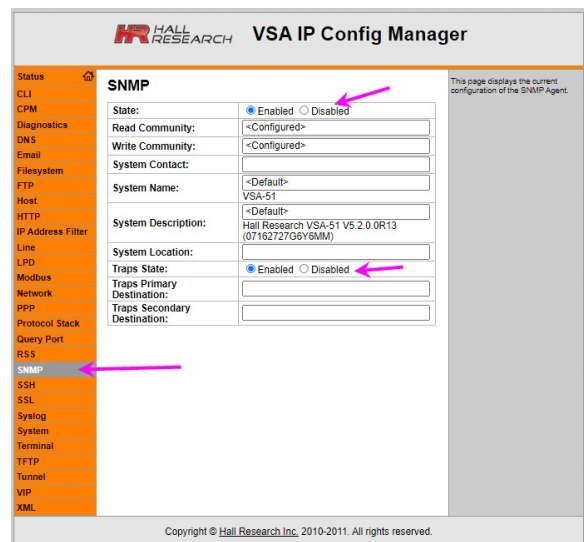 HR HALL RESEARCH
VSA IP Config Manager
Status
CLI
CPM
Diagnostics
DNS
Email
Filesystem
FTP
Host
HTTP
IP Address Filter
Line
LPD
Modbus
Network
PPP
Protocol Stack
Query Port
RSS
SNMP
SSH
SSL
Syslog
System
Terminal
TFTP
Tunnel
VIP
XML
SNMP
State: Enabled Disabled
Read Community: <Configured>
Write Community: <Configured>
System Contact:
System Name: <Default>
VSA-51
System Description: <Default>
Hall Research VSA-51 V5.2.0.0R13
(07162727G6Y6MM)
System Location:
Traps State: Enabled Disabled
Traps Primary
Destination:
Traps Secondary
Destination:
This page displays the current
configuration of the SNMP Agent.
Copyright © Hall Research Inc. 2010-2011. All rights reserved.